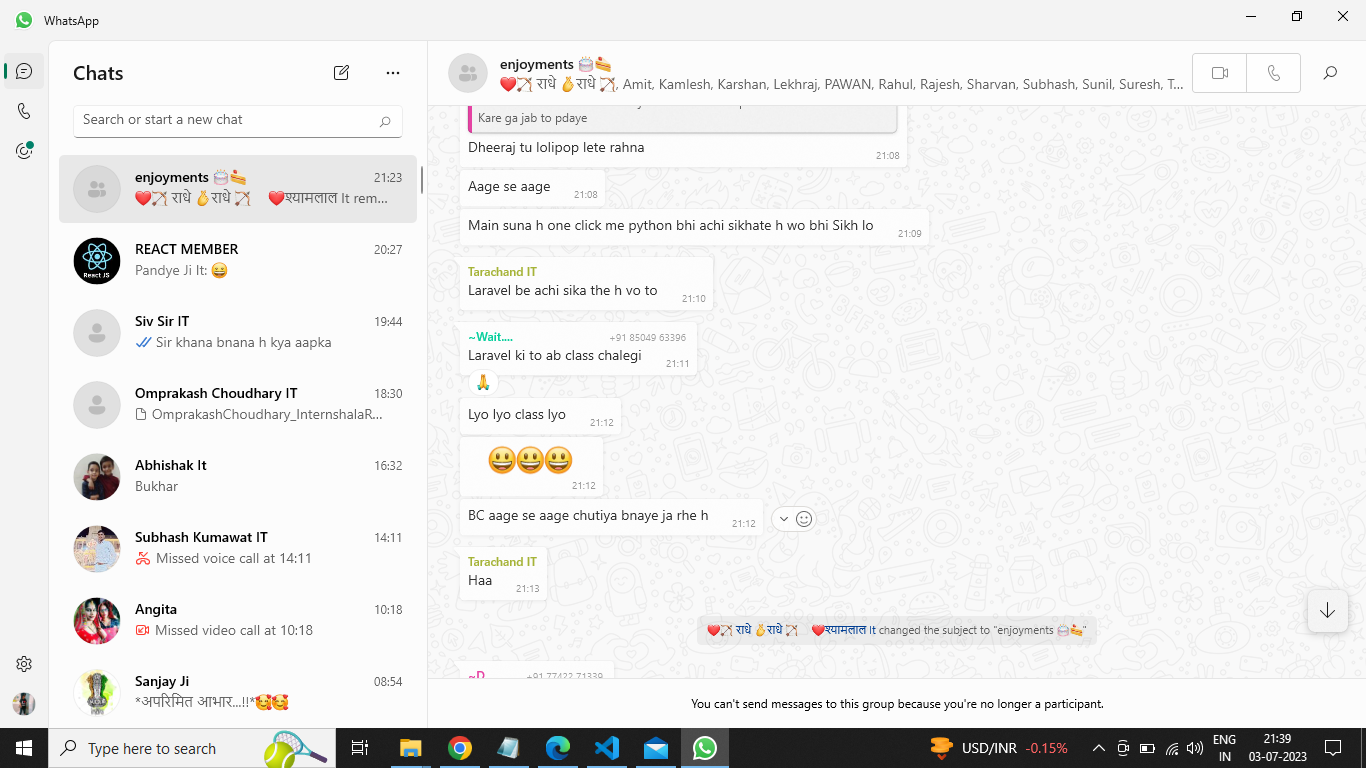 WhatsApp
Chats
Search or start a new chat
enjoyments 🎂🍰 21:23
❤️🏹 राधे 🫰राधे 🏹 ❤️श्यामलाल It rem...
REACT MEMBER 20:27
React JS
Pandye Ji It: 😂
Siv Sir IT 19:44
Sir khana bnana h kya aapka
Omprakash Choudhary IT 18:30
OmprakashChoudhary_InternshalaR...
Abhishak It 16:32
Bukhar
Subhash Kumawat IT 14:11
Missed voice call at 14:11
Angita 10:18
Missed video call at 10:18
Sanjay Ji 08:54
*अपरिमित आभार...!!*🥰🥰
enjoyments 🎂🍰
❤️🏹 राधे 🫰राधे 🏹, Amit, Kamlesh, Karshan, Lekhraj, PAWAN, Rahul, Rajesh, Sharvan, Subhash, Sunil, Suresh, T...
Kare ga jab to pdaye
Dheeraj tu lolipop lete rahna 21:08
Aage se aage 21:08
Main suna h one click me python bhi achi sikhate h wo bhi Sikh lo 21:09
Tarachand IT
Laravel be achi sika the h vo to 21:10
~Wait.... +91 85049 63396
Laravel ki to ab class chalegi 21:11
🙏
Lyo lyo class lyo 21:12
😃😃😃
21:12
BC aage se aage chutiya bnaye ja rhe h 21:12
Tarachand IT
Haa 21:13
❤️🏹 राधे 🫰राधे 🏹 ❤️श्यामलाल It changed the subject to "enjoyments 🎂🍰"
~D +91 77422 71339
You can't send messages to this group because you're no longer a participant.
Type here to search
USD/INR -0.15%
ENG
IN
21:39
03-07-2023